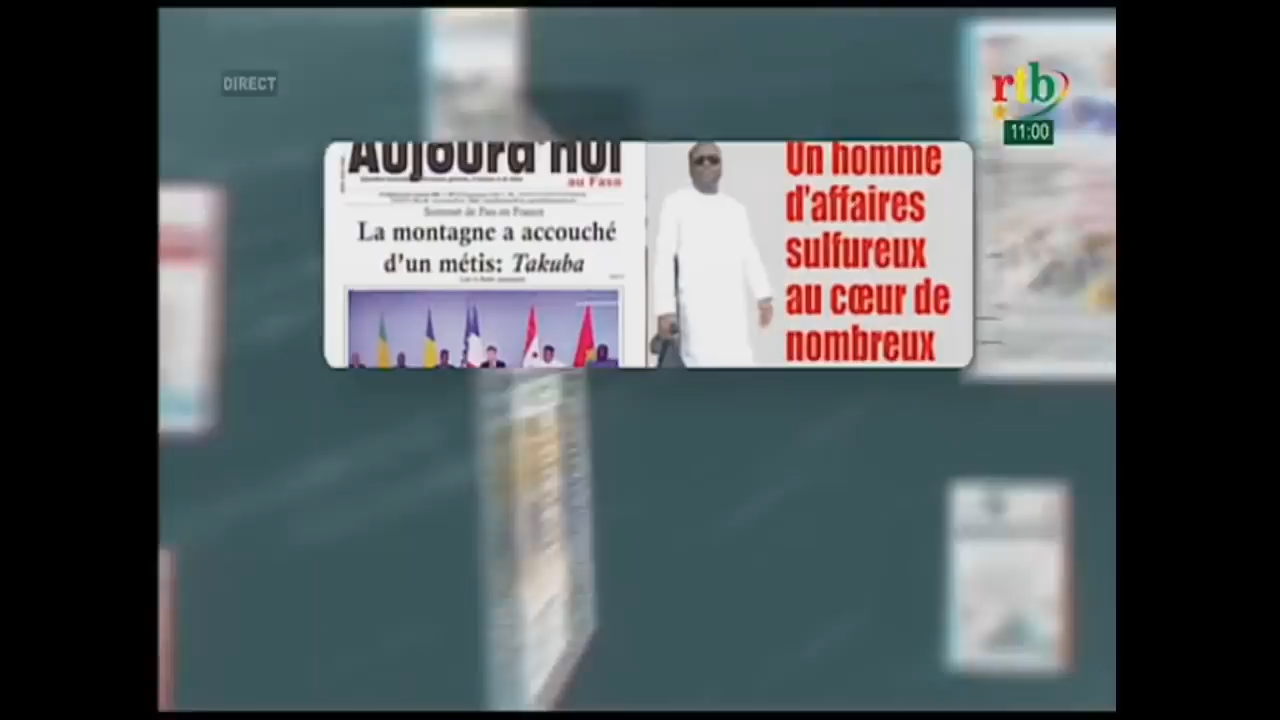 DIRECT
rtb
11:00
Aujourd'hui
au Faso
Sommet de Pau en France
La montagne a accouché
d'un métis: Takuba
Un homme
d'affaires
sulfureux
au cœur de
nombreux